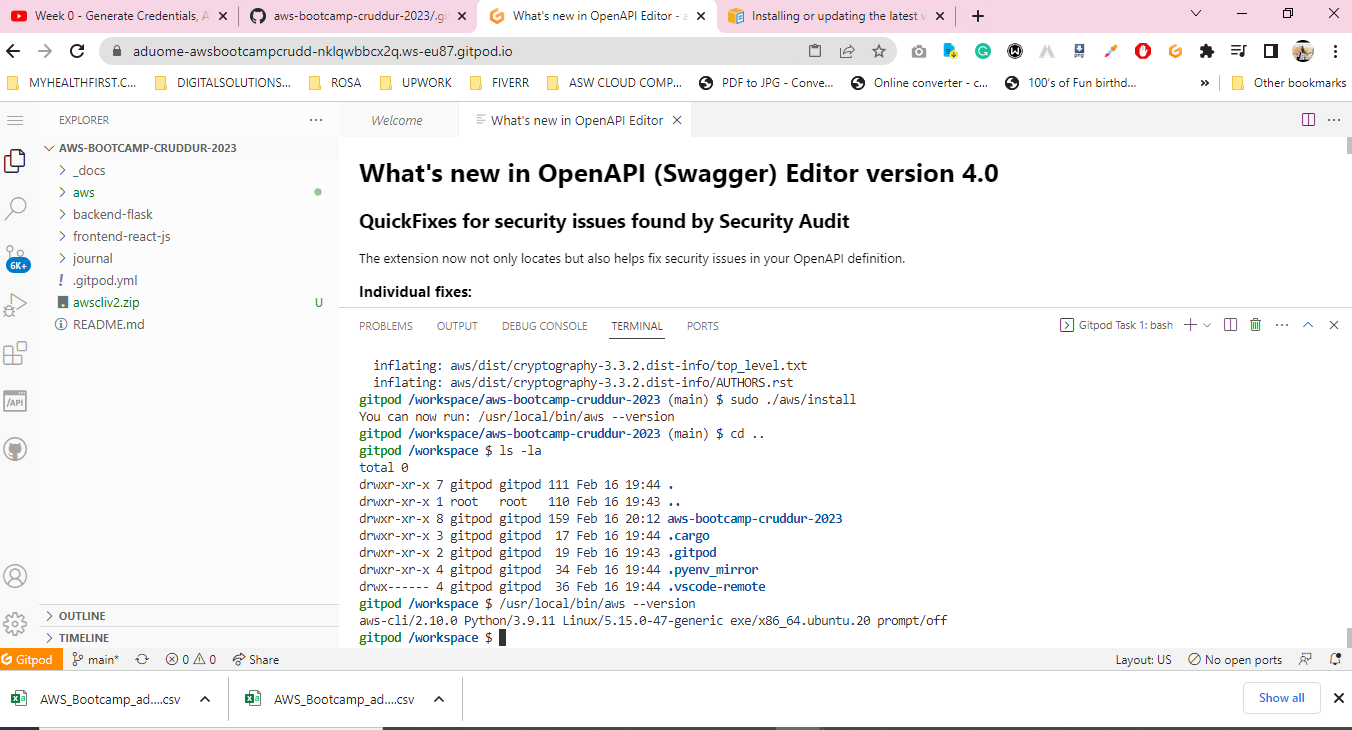 Week 0 - Generate Credentials, A
aws-bootcamp-cruddur-2023/.gi
What's new in OpenAPI Editor - a
Installing or updating the latest v
aduome-awsbootcampcrudd-nklqwbbcx2q.ws-eu87.gitpod.io
MYHEALTHFIRST.C...
DIGITALSOLUTIONS...
ROSA
UPWORK
FIVERR
ASW CLOUD COMP...
PDF to JPG - Conve...
Online converter - c...
100's of Fun birthd...
»
Other bookmarks
EXPLORER
Welcome
What's new in OpenAPI Editor
AWS-BOOTCAMP-CRUDDUR-2023
_docs
aws
backend-flask
frontend-react-js
journal
! .gitpod.yml
awscliv2.zip U
README.md
6K+
/API
OUTLINE
TIMELINE
What's new in OpenAPI (Swagger) Editor version 4.0
QuickFixes for security issues found by Security Audit
The extension now not only locates but also helps fix security issues in your OpenAPI definition.
Individual fixes:
PROBLEMS OUTPUT DEBUG CONSOLE TERMINAL PORTS
Gitpod Task 1: bash
inflating: aws/dist/cryptography-3.3.2.dist-info/top_level.txt
inflating: aws/dist/cryptography-3.3.2.dist-info/AUTHORS.rst
gitpod /workspace/aws-bootcamp-cruddur-2023 (main) $ sudo ./aws/install
You can now run: /usr/local/bin/aws --version
gitpod /workspace/aws-bootcamp-cruddur-2023 (main) $ cd ..
gitpod /workspace $ ls -la
total 0
drwxr-xr-x 7 gitpod gitpod 111 Feb 16 19:44 .
drwxr-xr-x 1 root   root   110 Feb 16 19:43 ..
drwxr-xr-x 8 gitpod gitpod 159 Feb 16 20:12 aws-bootcamp-cruddur-2023
drwxr-xr-x 3 gitpod gitpod  17 Feb 16 19:44 .cargo
drwxr-xr-x 2 gitpod gitpod  19 Feb 16 19:43 .gitpod
drwxr-xr-x 4 gitpod gitpod  34 Feb 16 19:44 .pyenv_mirror
drwx------ 4 gitpod gitpod  36 Feb 16 19:44 .vscode-remote
gitpod /workspace $ /usr/local/bin/aws --version
aws-cli/2.10.0 Python/3.9.11 Linux/5.15.0-47-generic exe/x86_64.ubuntu.20 prompt/off
gitpod /workspace $
Gitpod
main*
0
0
Share
Layout: US
No open ports
AWS_Bootcamp_ad....csv
AWS_Bootcamp_ad....csv
Show all